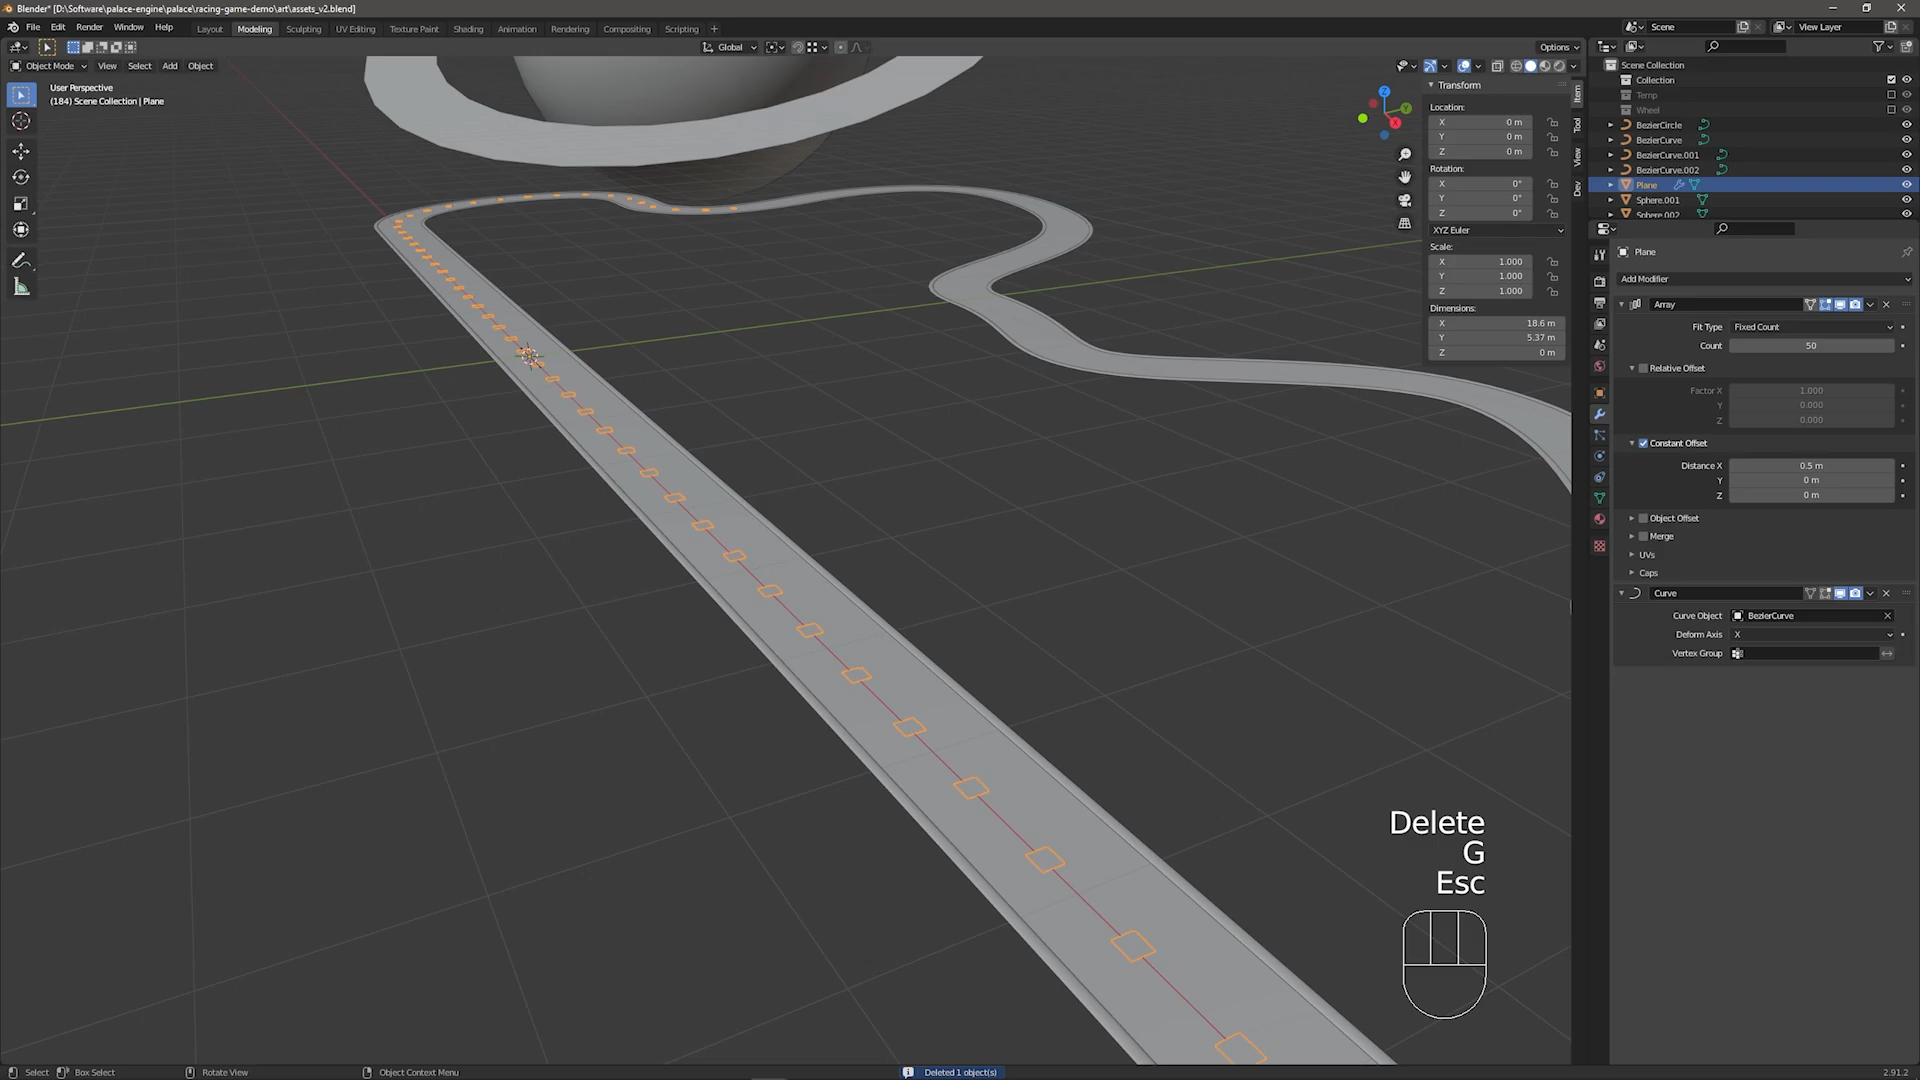 Blender* [D:\Software\palace-engine\palace\racing-game-demo\art\assets_v2.blend]
File Edit Render Window Help
Layout Modeling Sculpting UV Editing Texture Paint Shading Animation Rendering Compositing Scripting +
Scene
View Layer
Global
Options
Object Mode View Select Add Object
User Perspective
(184) Scene Collection | Plane
Z
Y
X
Item
Tool
View
Dev
Transform
Location:
X 0 m
Y 0 m
Z 0 m
Rotation:
X 0°
Y 0°
Z 0°
XYZ Euler
Scale:
X 1.000
Y 1.000
Z 1.000
Dimensions:
X 18.6 m
Y 5.37 m
Z 0 m
Scene Collection
Collection
Temp
Wheel
BezierCircle
BezierCurve
BezierCurve.001
BezierCurve.002
Plane
Sphere.001
Sphere.002
Plane
Add Modifier
Array
Fit Type Fixed Count
Count 50
Relative Offset
Factor X 1.000
Y 0.000
Z 0.000
Constant Offset
Distance X 0.5 m
Y 0 m
Z 0 m
Object Offset
Merge
UVs
Caps
Curve
Curve Object BezierCurve
Deform Axis X
Vertex Group
Delete
G
Esc
Select Box Select Rotate View Object Context Menu Deleted 1 object(s) 2.91.2